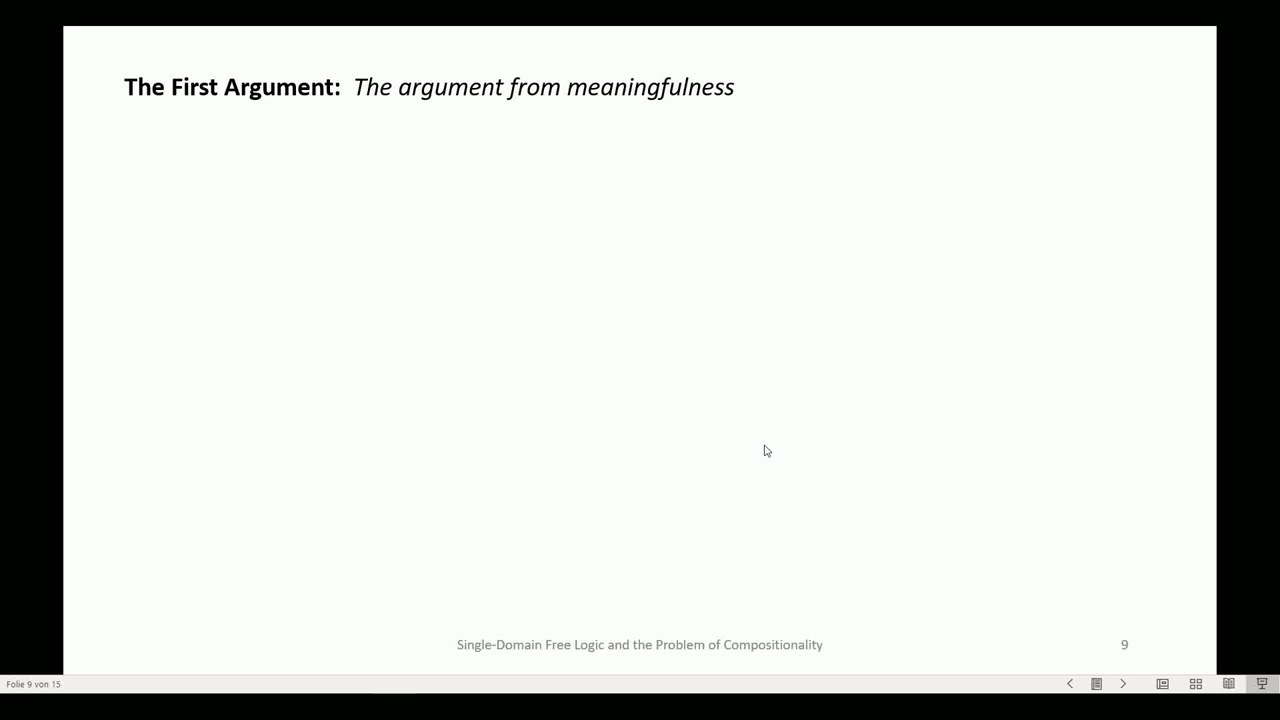 The First Argument: The argument from meaningfulness
Single-Domain Free Logic and the Problem of Compositionality
9
Folie 9 von 15